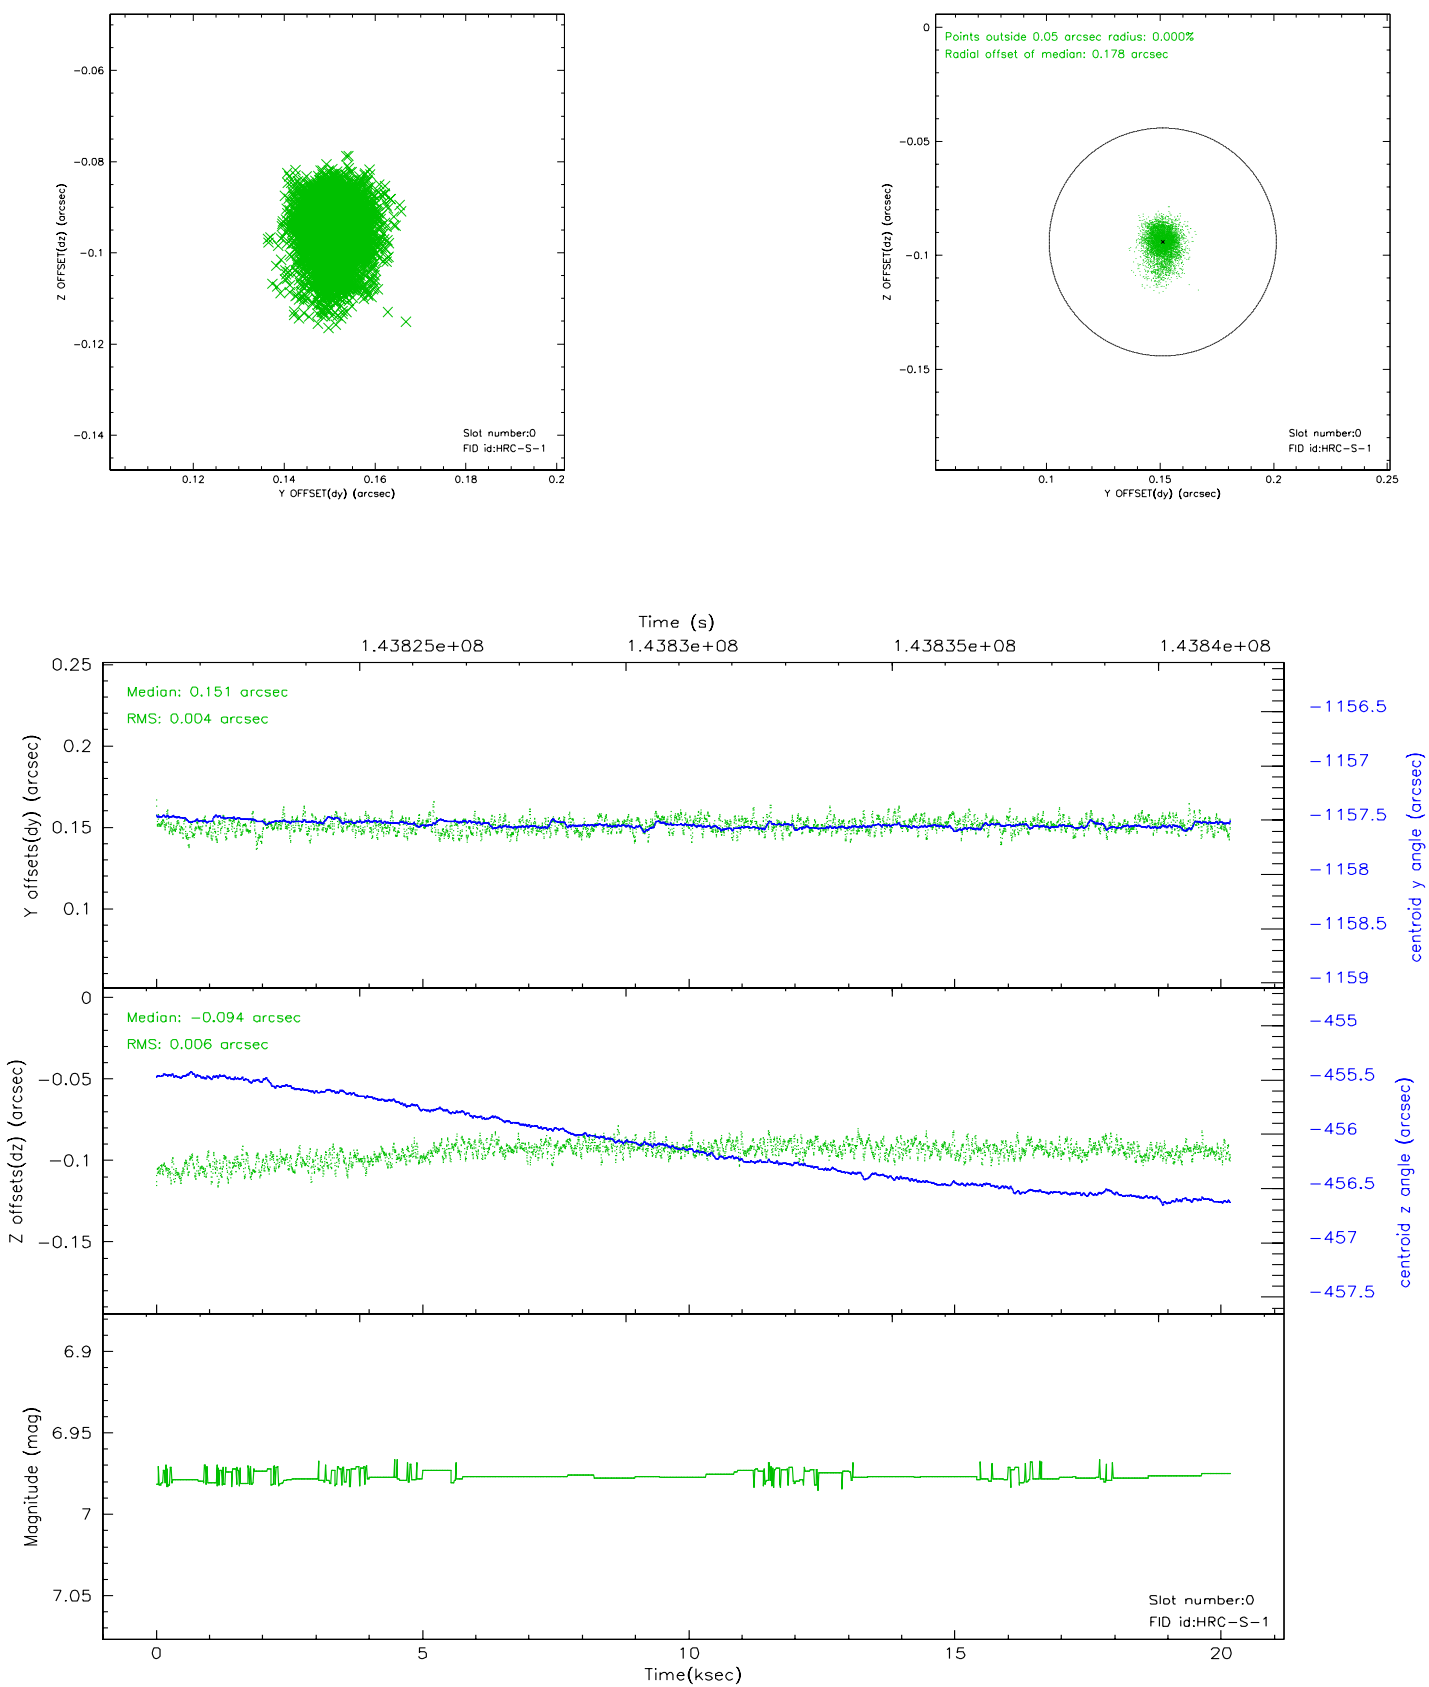 -0.06
-0.08
-0.1
-0.12
-0.14
Z OFFSET(dz) (arcsec)
Slot number:0
FID id:HRC-S-1
0.12 0.14 0.16 0.18 0.2
Y OFFSET(dy) (arcsec)
Points outside 0.05 arcsec radius: 0.000%
Radial offset of median: 0.178 arcsec
0
-0.05
-0.1
-0.15
Z OFFSET(dz) (arcsec)
Slot number:0
FID id:HRC-S-1
0.1 0.15 0.2 0.25
Y OFFSET(dy) (arcsec)
Time (s)
1.43825e+08 1.4383e+08 1.43835e+08 1.4384e+08
Median: 0.151 arcsec
RMS: 0.004 arcsec
0.25
0.2
0.15
0.1
Y offsets(dy) (arcsec)
-1156.5
-1157
-1157.5
-1158
-1158.5
-1159
centroid y angle (arcsec)
Median: -0.094 arcsec
RMS: 0.006 arcsec
0
-0.05
-0.1
-0.15
Z offsets(dz) (arcsec)
-455
-455.5
-456
-456.5
-457
-457.5
centroid z angle (arcsec)
6.9
6.95
7
7.05
Magnitude (mag)
Slot number:0
FID id:HRC-S-1
0 5 10 15 20
Time(ksec)